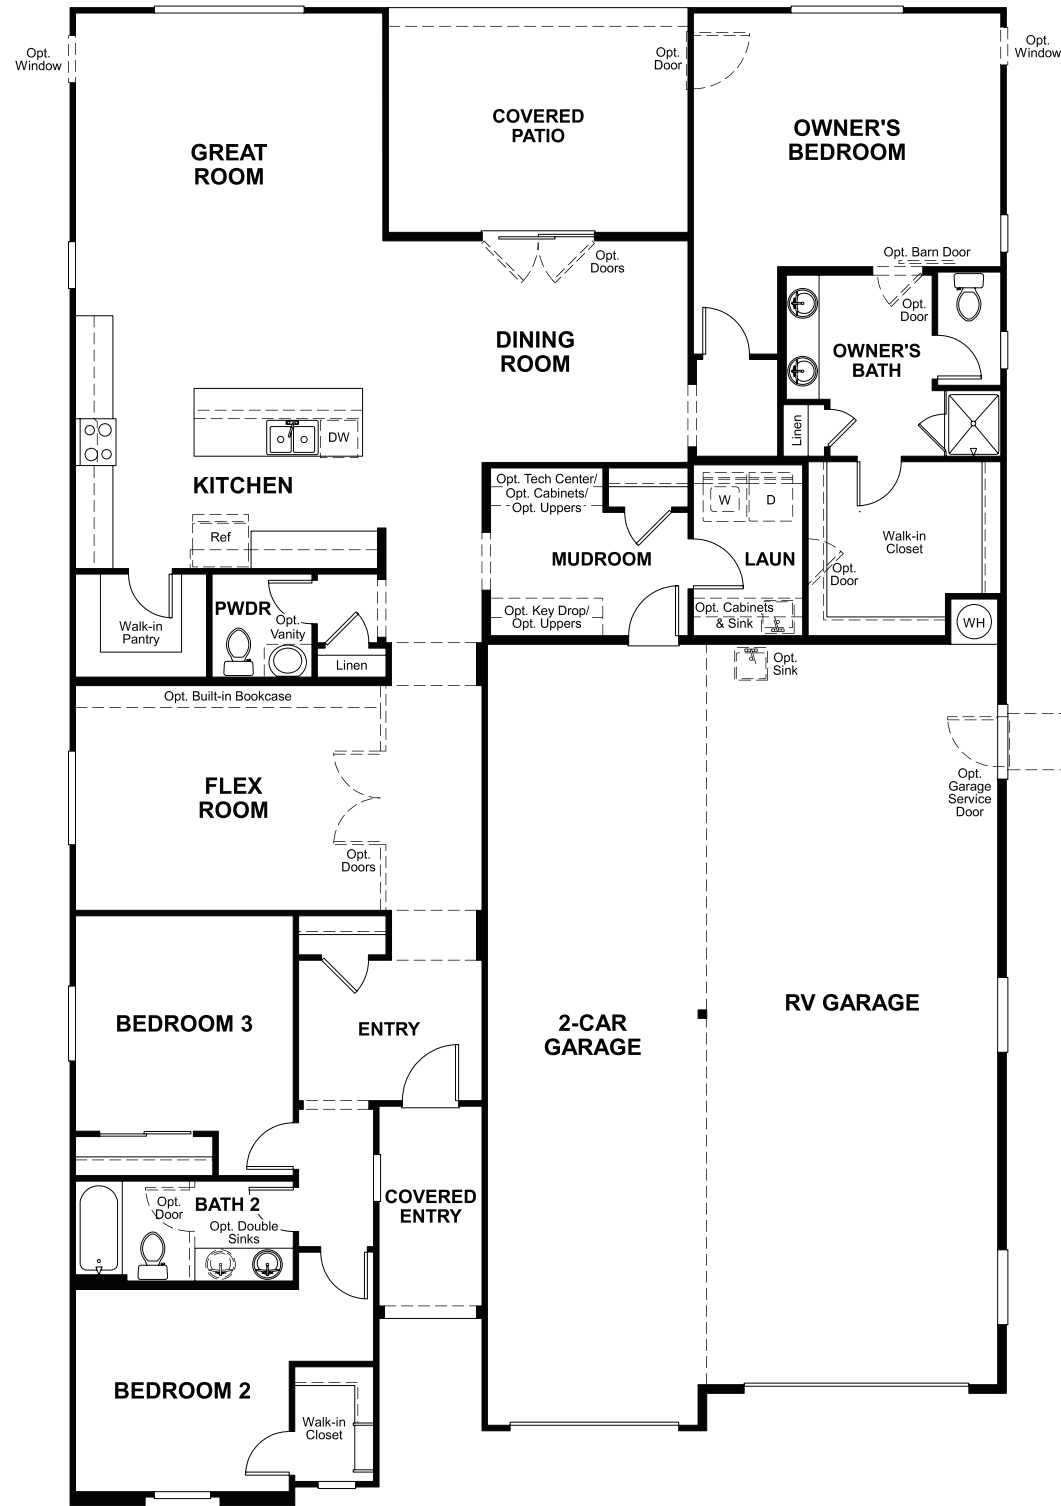 Opt.
Window
GREAT
ROOM
COVERED
PATIO
Opt.
Door
OWNER'S
BEDROOM
Opt.
Window
Opt.
Doors
Opt. Barn Door
Opt.
Door
DINING
ROOM
OWNER'S
BATH
Linen
DW
KITCHEN
Ref
Opt. Tech Center/
Opt. Cabinets/
Opt. Uppers
W
D
MUDROOM
LAUN
Walk-in
Closet
Opt.
Door
Opt. Key Drop/
Opt. Uppers
Opt. Cabinets
& Sink
WH
Walk-in
Pantry
PWDR
Opt.
Vanity
Linen
Opt.
Sink
Opt. Built-in Bookcase
FLEX
ROOM
Opt.
Doors
Opt.
Garage
Service
Door
BEDROOM 3
ENTRY
2-CAR
GARAGE
RV GARAGE
Opt.
Door
BATH 2
Opt. Double
Sinks
COVERED
ENTRY
BEDROOM 2
Walk-in
Closet